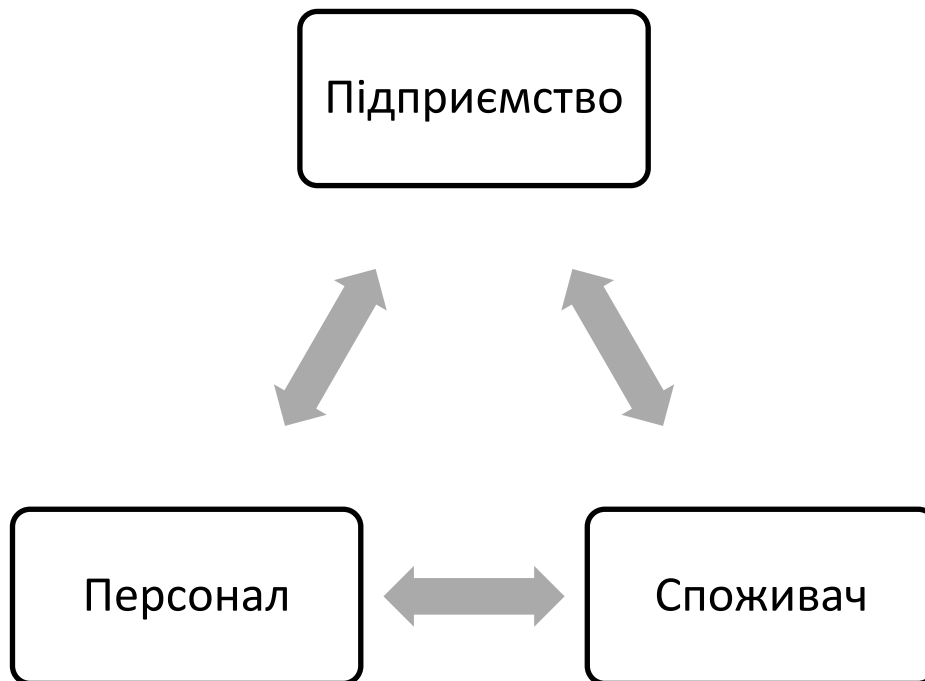 Підприємство
Персонал
Споживач